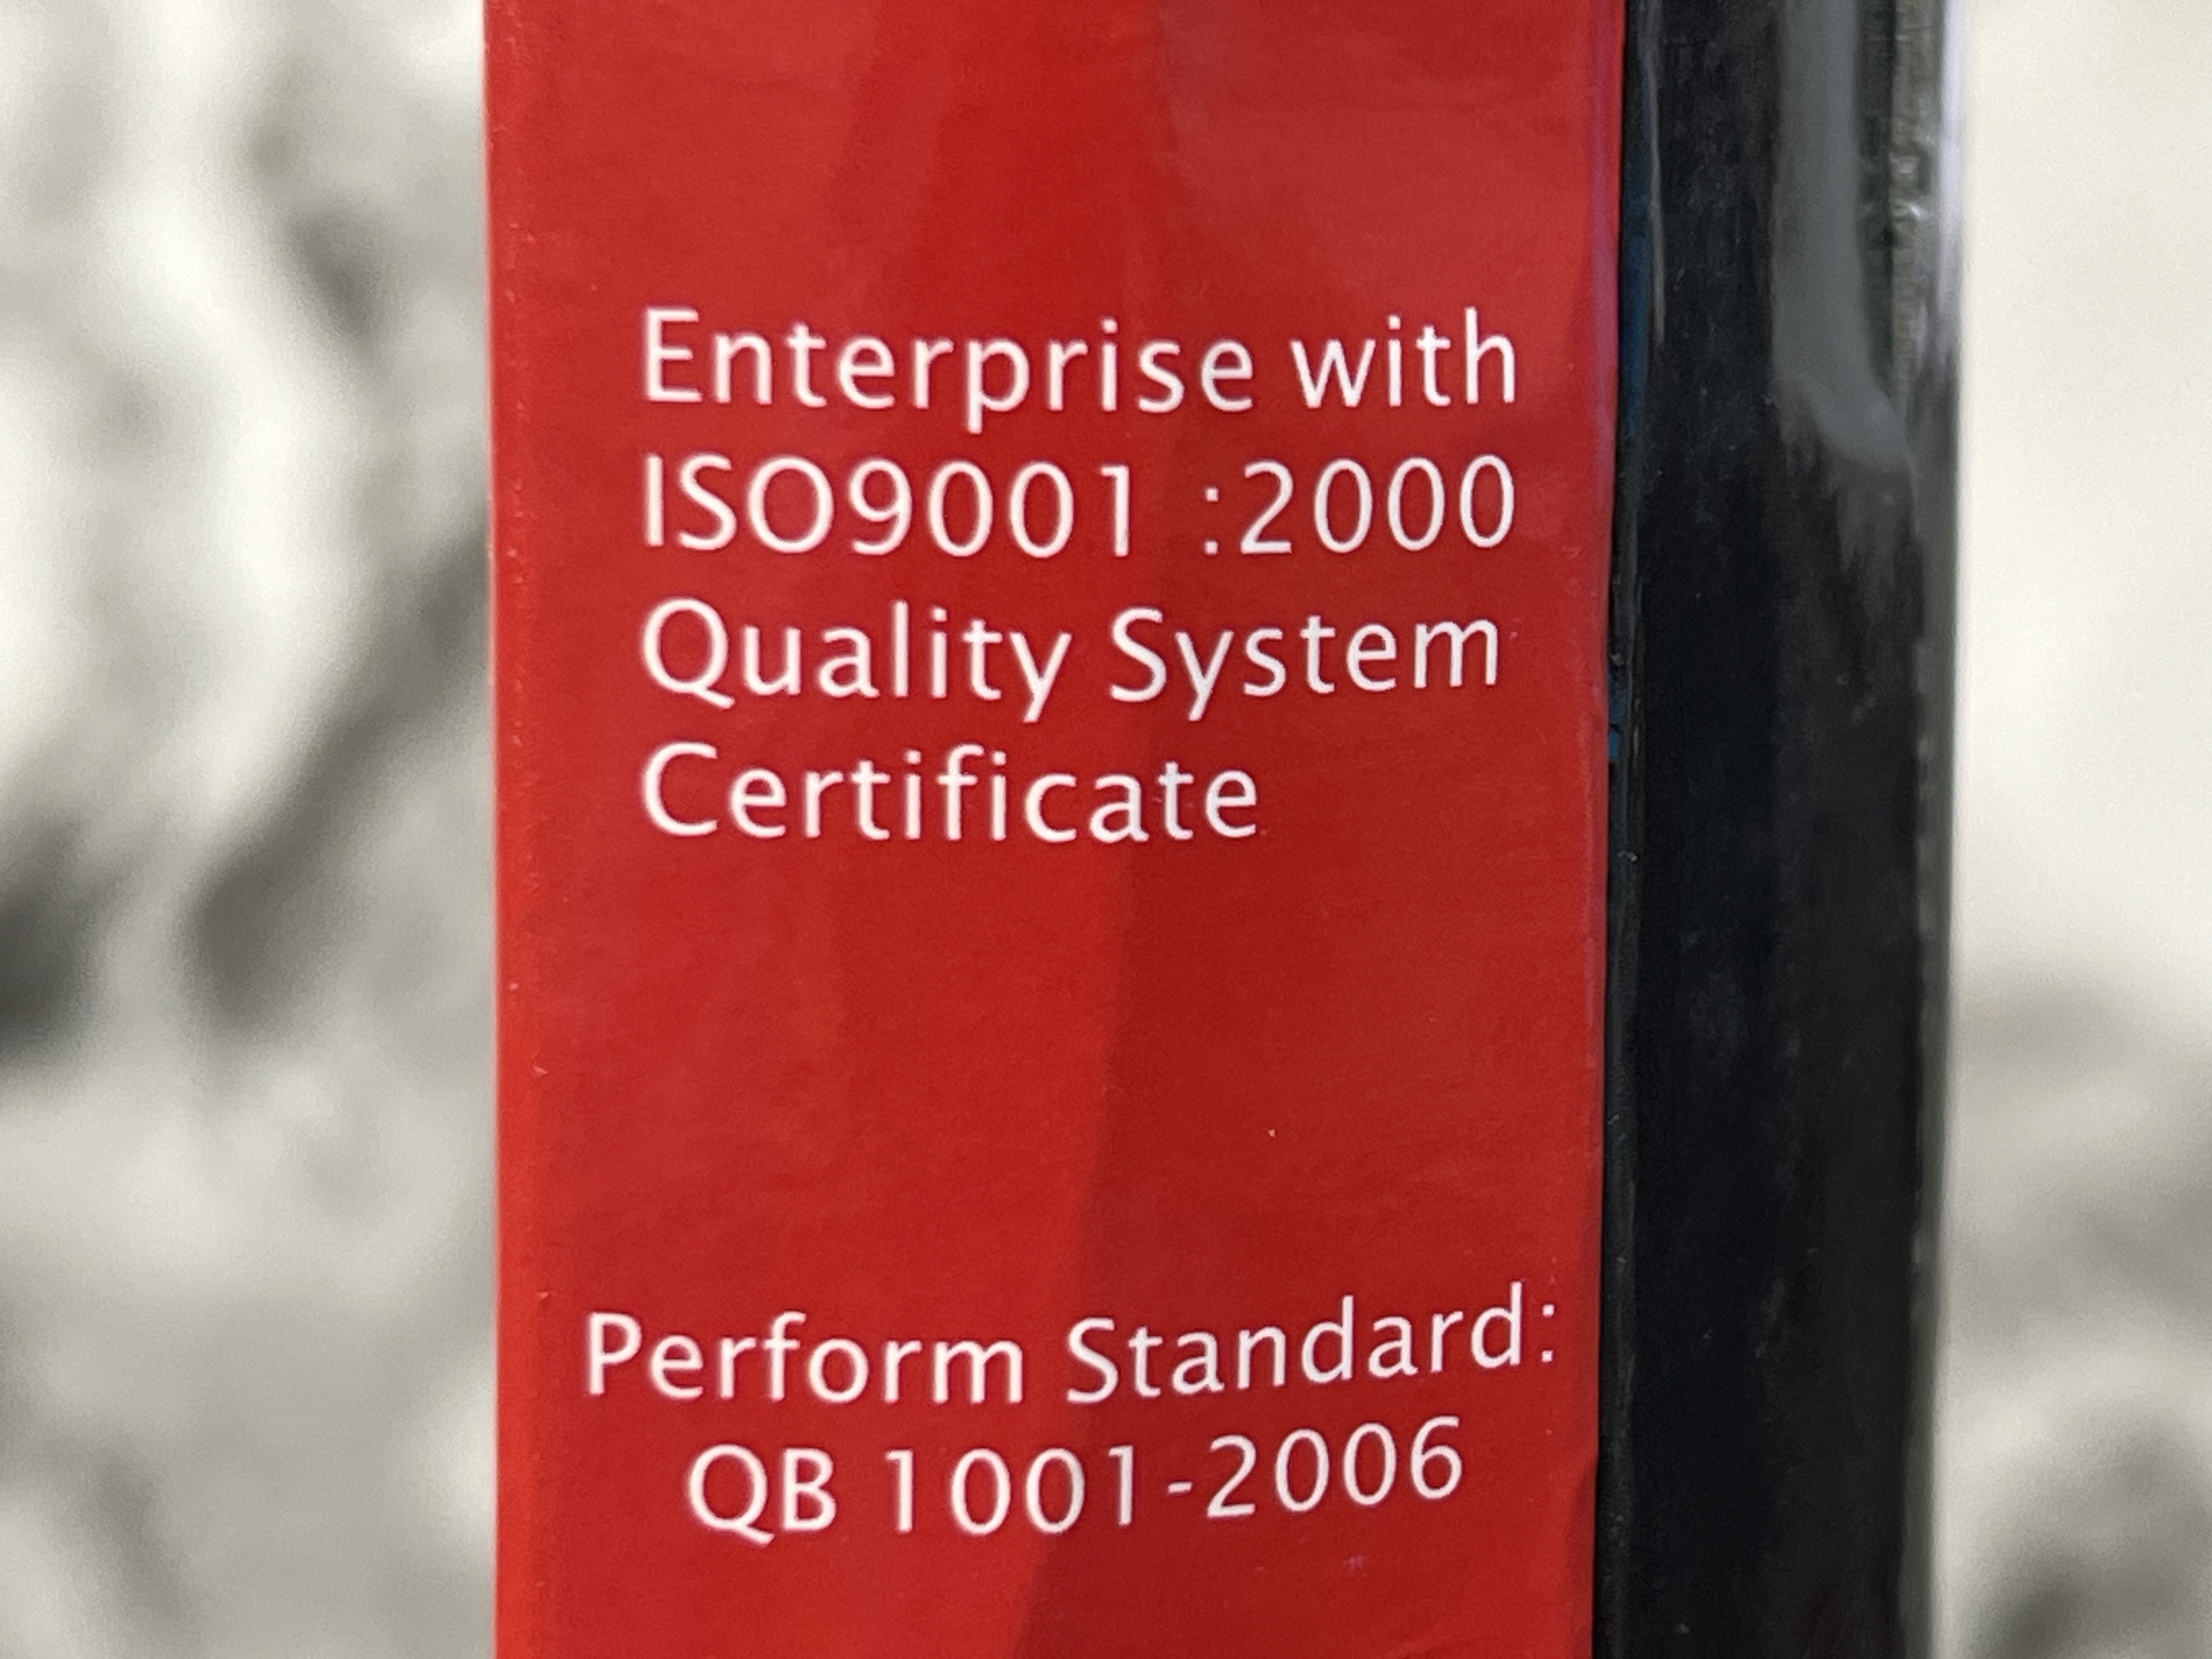 Enterprise with
ISO9001 :2000
Quality System
Certificate
Perform Standard:
QB 1001-2006